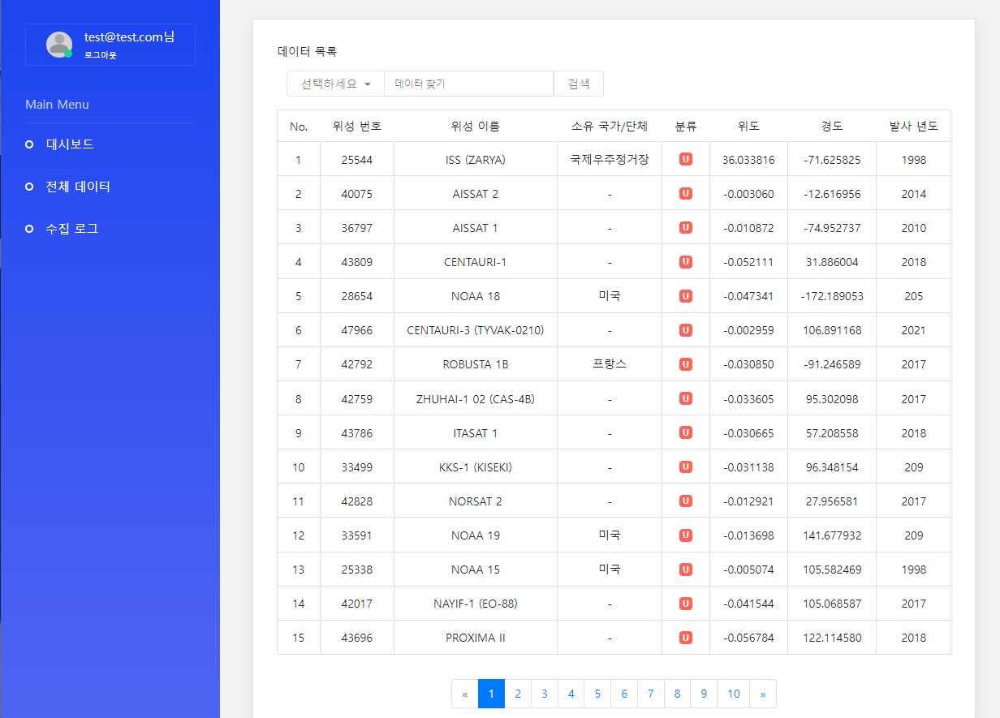 test@test.com님
로그아웃
Main Menu
대시보드
전체 데이터
수집 로그
데이터 목록
선택하세요 데이터 찾기 검색
No. 위성 번호 위성 이름 소유 국가/단체 분류 위도 경도 발사 년도
1 25544 ISS (ZARYA) 국제우주정거장 U 36.033816 -71.625825 1998
2 40075 AISSAT 2 - U -0.003060 -12.616956 2014
3 36797 AISSAT 1 - U -0.010872 -74.952737 2010
4 43809 CENTAURI-1 - U -0.052111 31.886004 2018
5 28654 NOAA 18 미국 U -0.047341 -172.189053 205
6 47966 CENTAURI-3 (TYVAK-0210) - U -0.002959 106.891168 2021
7 42792 ROBUSTA 1B 프랑스 U -0.030850 -91.246589 2017
8 42759 ZHUHAI-1 02 (CAS-4B) - U -0.033605 95.302098 2017
9 43786 ITASAT 1 - U -0.030665 57.208558 2018
10 33499 KKS-1 (KISEKI) - U -0.031138 96.348154 209
11 42828 NORSAT 2 - U -0.012921 27.956581 2017
12 33591 NOAA 19 미국 U -0.013698 141.677932 209
13 25338 NOAA 15 미국 U -0.005074 105.582469 1998
14 42017 NAYIF-1 (EO-88) - U -0.041544 105.068587 2017
15 43696 PROXIMA II - U -0.056784 122.114580 2018
« 1 2 3 4 5 6 7 8 9 10 »